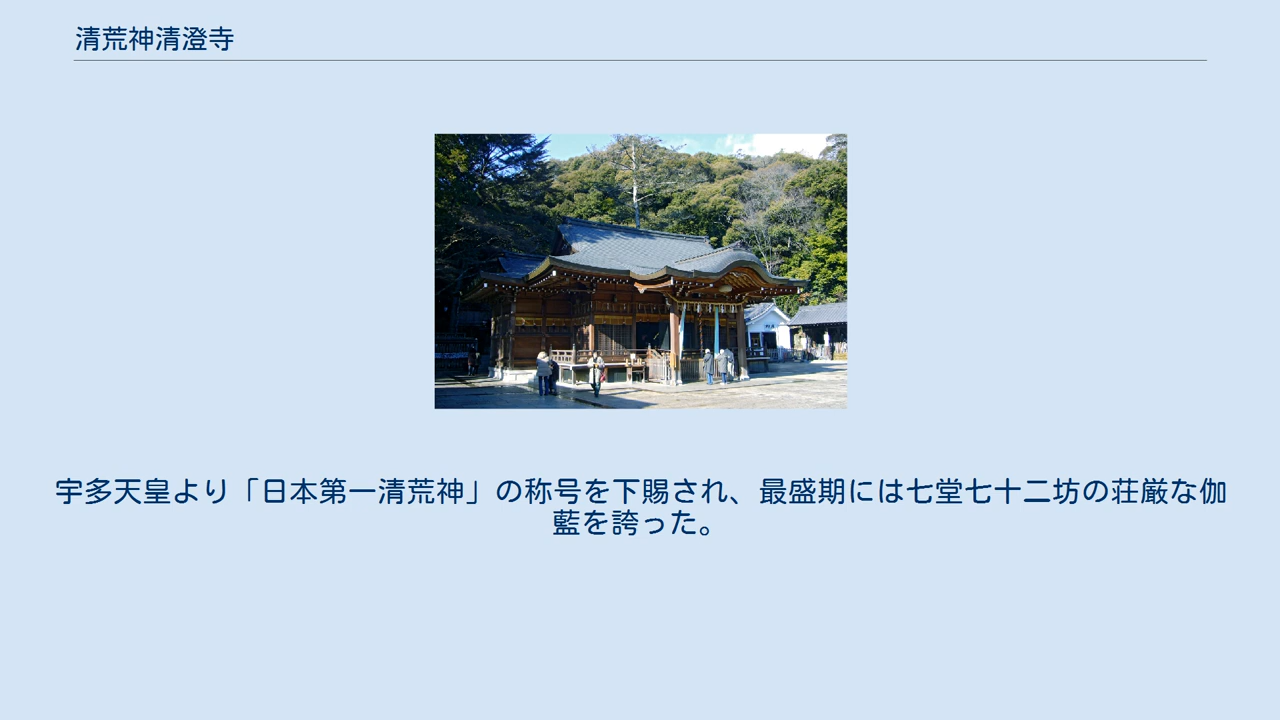 清荒神清澄寺
宇多天皇より「日本第一清荒神」の称号を下賜され、最盛期には七堂七十二坊の荘厳な伽
藍を誇った。